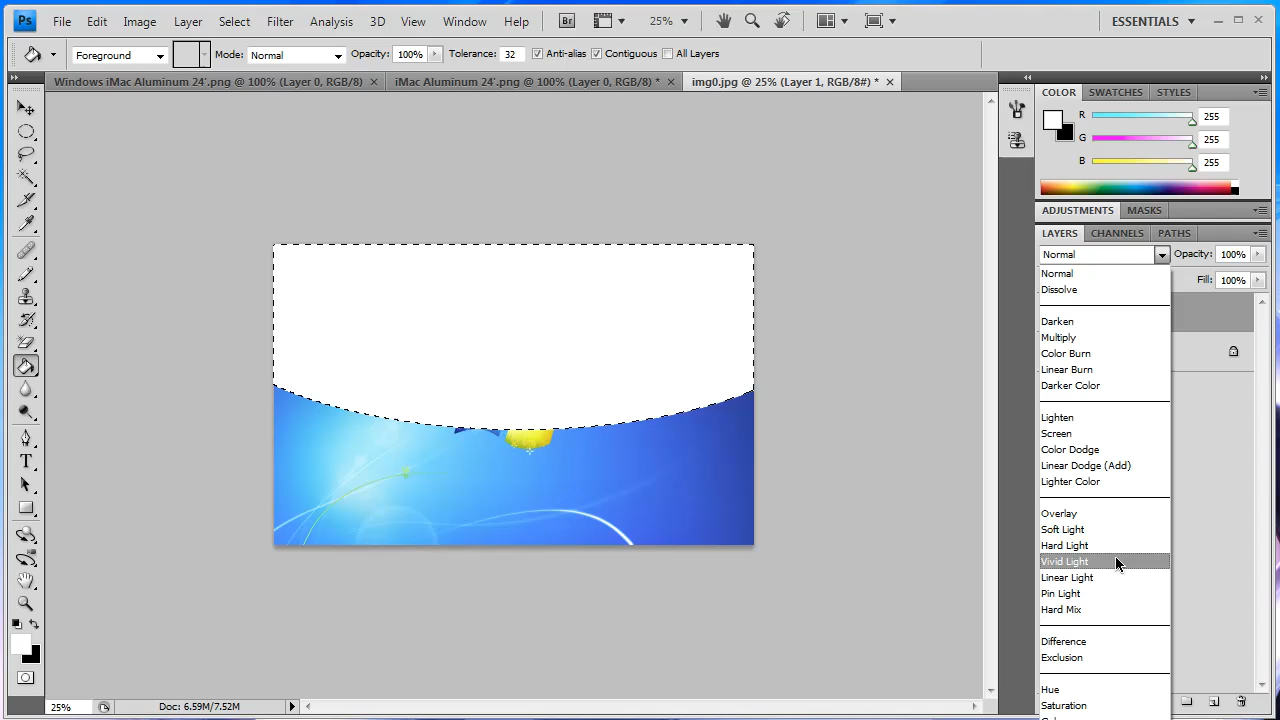 Ps File Edit Image Layer Select Filter Analysis 3D View Window Help Br 25% ESSENTIALS
Foreground Mode: Normal Opacity: 100% Tolerance: 32 Anti-alias Contiguous All Layers
Windows iMac Aluminum 24'.png @ 100% (Layer 0, RGB/8) iMac Aluminum 24'.png @ 100% (Layer 0, RGB/8) * img0.jpg @ 25% (Layer 1, RGB/8#) *
COLOR SWATCHES STYLES
R 255
G 255
B 255
ADJUSTMENTS MASKS
LAYERS CHANNELS PATHS
Normal Opacity: 100%
Fill: 100%
Normal
Dissolve
Darken
Multiply
Color Burn
Linear Burn
Darker Color
Lighten
Screen
Color Dodge
Linear Dodge (Add)
Lighter Color
Overlay
Soft Light
Hard Light
Vivid Light
Linear Light
Pin Light
Hard Mix
Difference
Exclusion
Hue
Saturation
T
25% Doc: 6.59M/7.52M